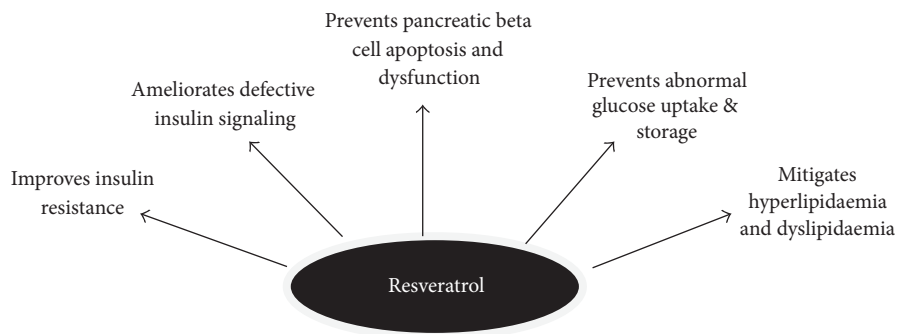 Improves insulin
resistance
Ameliorates defective
insulin signaling
Prevents pancreatic beta
cell apoptosis and
dysfunction
Prevents abnormal
glucose uptake &
storage
Mitigates
hyperlipidaemia
and dyslipidaemia
Resveratrol